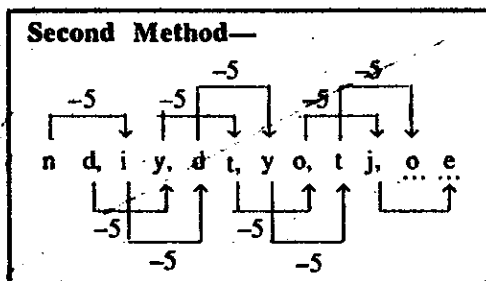 Second Method—
–5
–5 –5 –5 –5
n d, i y, d t, y o, t j, o e
–5 –5
–5 –5